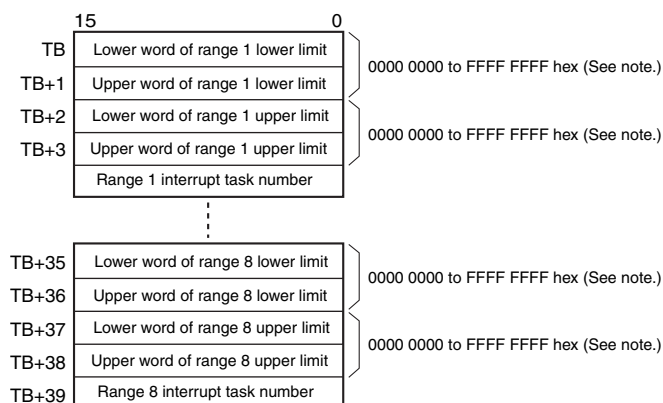 15 0
TB Lower word of range 1 lower limit
0000 0000 to FFFF FFFF hex (See note.)
TB+1 Upper word of range 1 lower limit
TB+2 Lower word of range 1 upper limit
0000 0000 to FFFF FFFF hex (See note.)
TB+3 Upper word of range 1 upper limit
Range 1 interrupt task number
TB+35 Lower word of range 8 lower limit
0000 0000 to FFFF FFFF hex (See note.)
TB+36 Upper word of range 8 lower limit
TB+37 Lower word of range 8 upper limit
0000 0000 to FFFF FFFF hex (See note.)
TB+38 Upper word of range 8 upper limit
TB+39 Range 8 interrupt task number